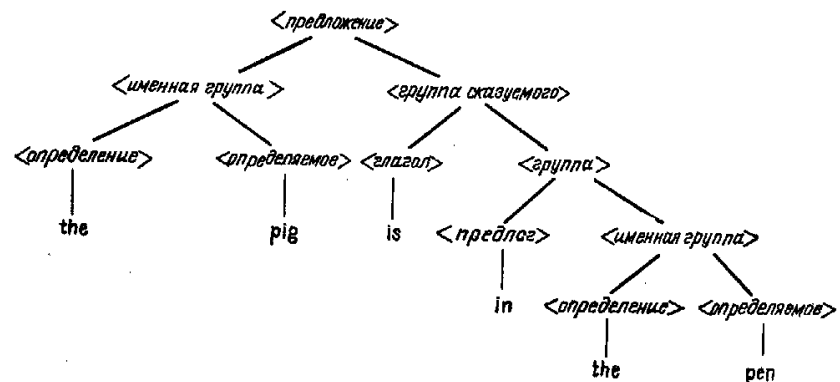 <предложение>
<именная группа> <группа сказуемого>
<определение> <определяемое> <глагол> <группа>
the pig is <предлог> <именная группа>
in <определение> <определяемое>
the pen